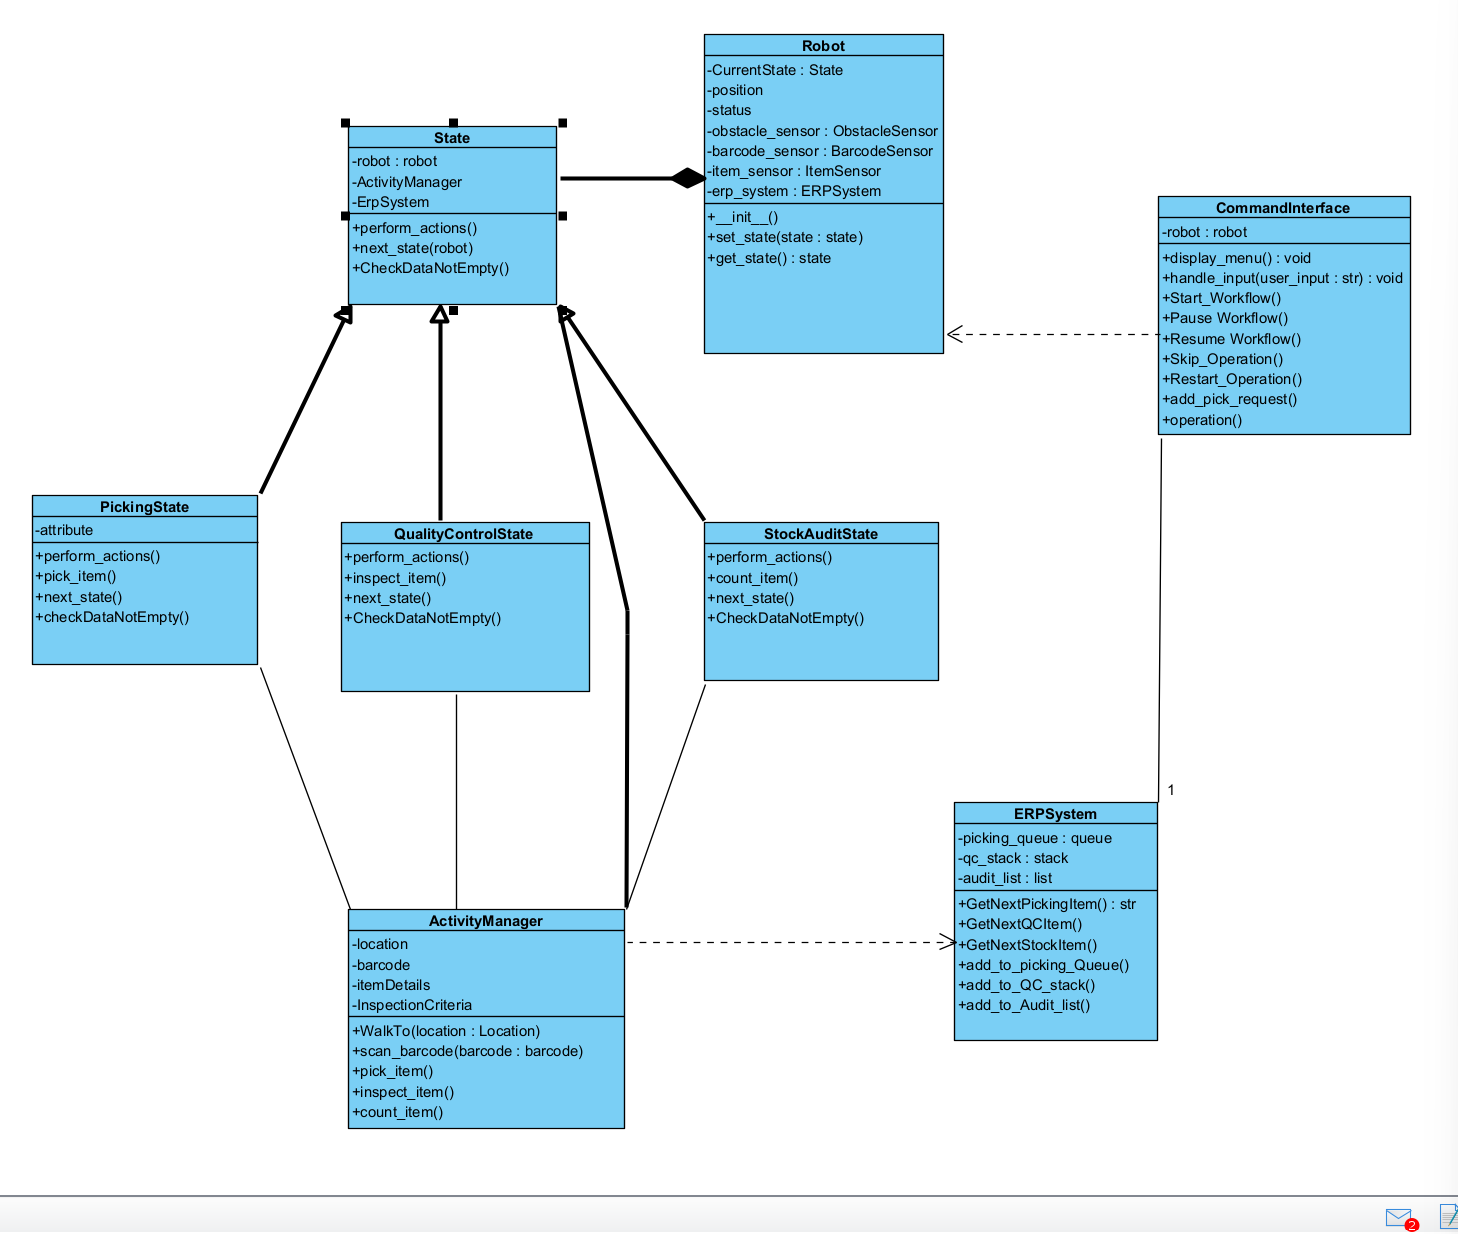 Robot
-CurrentState : State
-position
-status
-obstacle_sensor : ObstacleSensor
-barcode_sensor : BarcodeSensor
-item_sensor : ItemSensor
-erp_system : ERPSystem
+__init__()
+set_state(state : state)
+get_state() : state
State
-robot : robot
-ActivityManager
-ErpSystem
+perform_actions()
+next_state(robot)
+CheckDataNotEmpty()
CommandInterface
-robot : robot
+display_menu() : void
+handle_input(user_input : str) : void
+Start_Workflow()
+Pause Workflow()
+Resume Workflow()
+Skip_Operation()
+Restart_Operation()
+add_pick_request()
+operation()
PickingState
-attribute
+perform_actions()
+pick_item()
+next_state()
+checkDataNotEmpty()
QualityControlState
+perform_actions()
+inspect_item()
+next_state()
+CheckDataNotEmpty()
StockAuditState
+perform_actions()
+count_item()
+next_state()
+CheckDataNotEmpty()
1
ERPSystem
-picking_queue : queue
-qc_stack : stack
-audit_list : list
+GetNextPickingItem() : str
+GetNextQCItem()
+GetNextStockItem()
+add_to_picking_Queue()
+add_to_QC_stack()
+add_to_Audit_list()
ActivityManager
-location
-barcode
-itemDetails
-InspectionCriteria
+WalkTo(location : Location)
+scan_barcode(barcode : barcode)
+pick_item()
+inspect_item()
+count_item()
2